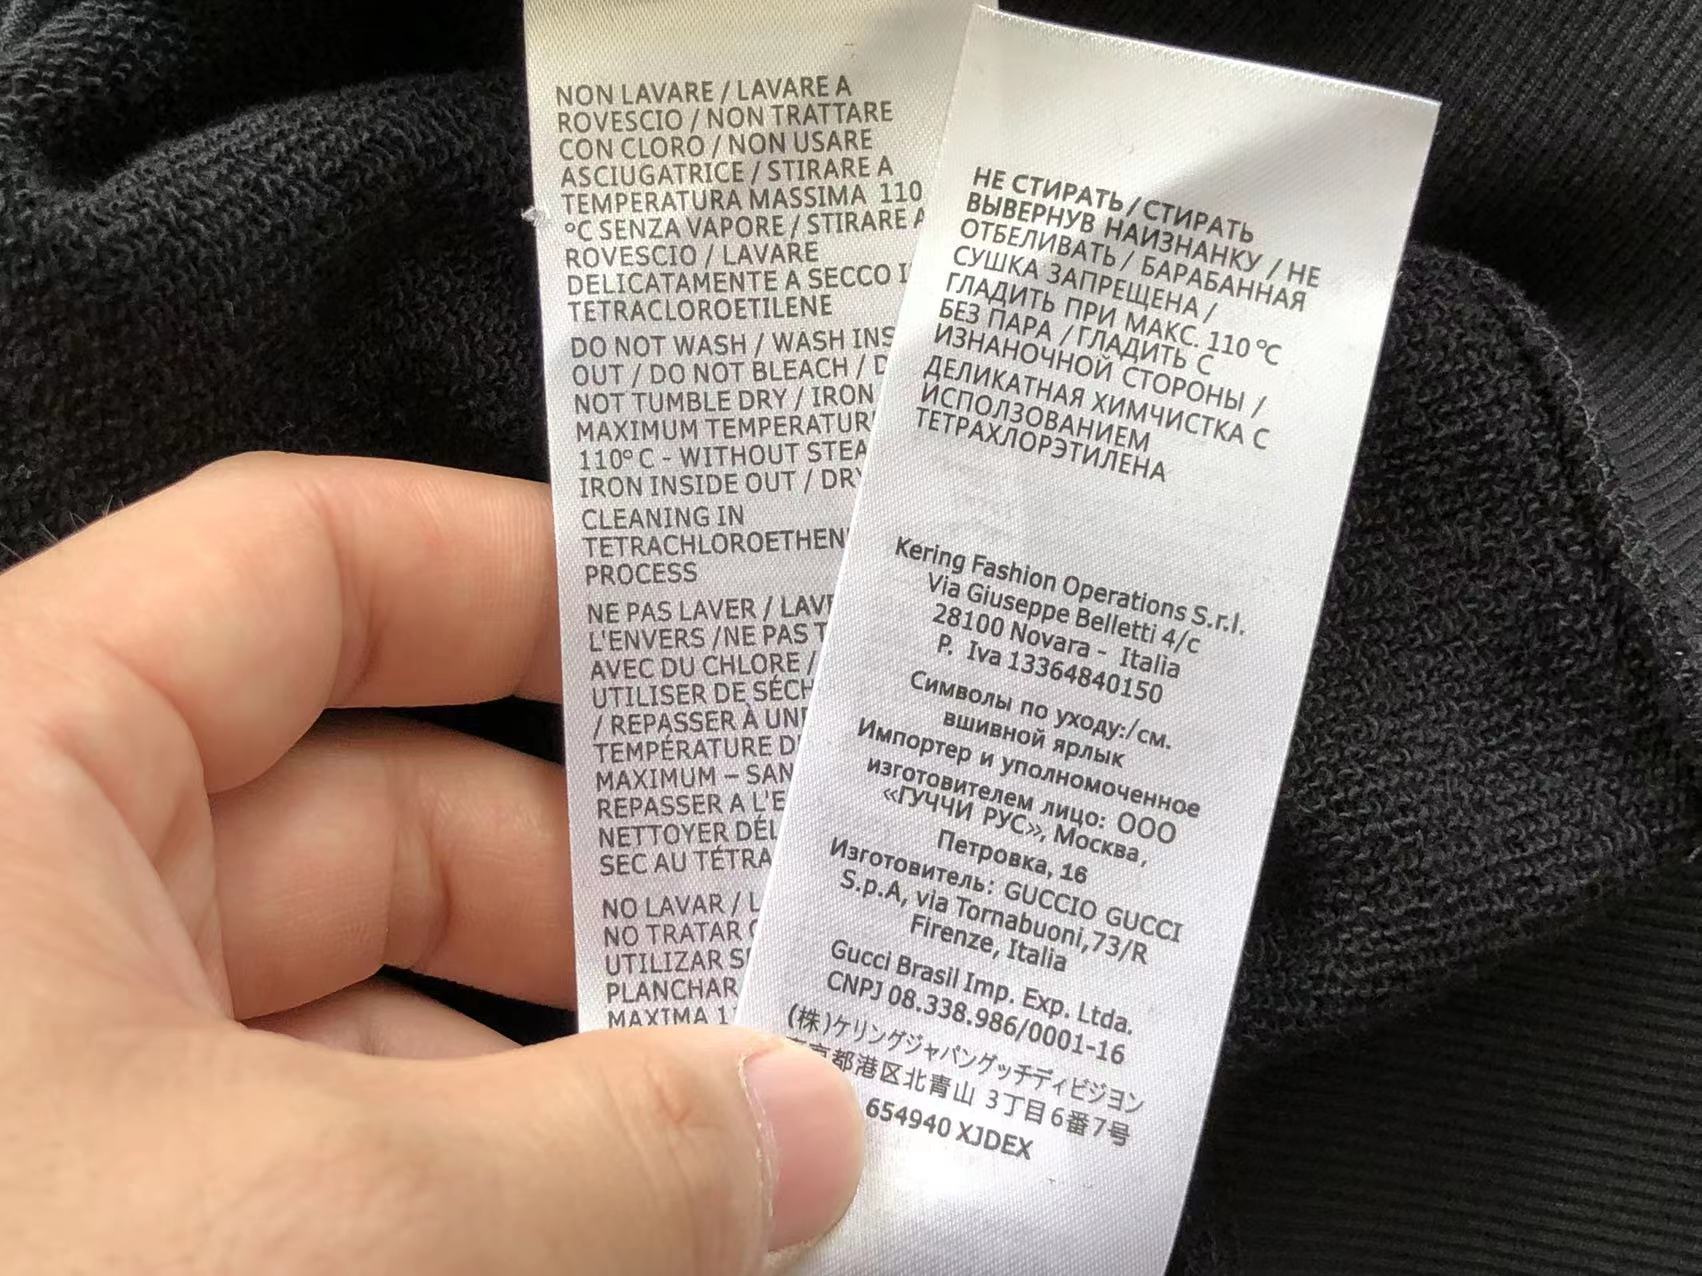 NON LAVARE / LAVARE A
ROVESCIO / NON TRATTARE
CON CLORO / NON USARE
ASCIUGATRICE / STIRARE A
TEMPERATURA MASSIMA 110
°C SENZA VAPORE / STIRARE A
ROVESCIO / LAVARE
DELICATAMENTE A SECCO
TETRACLOROETILENE
DO NOT WASH / WASH INS
OUT / DO NOT BLEACH / D
NOT TUMBLE DRY / IRON
MAXIMUM TEMPERATUR
110° C - WITHOUT STEA
IRON INSIDE OUT / DRY
CLEANING IN
TETRACHLOROETHEN
PROCESS
NE PAS LAVER / LAV
L'ENVERS /NE PAS T
AVEC DU CHLORE /
UTILISER DE SÉCH
/ REPASSER À UN
TEMPÉRATURE D
MAXIMUM – SAN
REPASSER A L'E
NETTOYER DÉL
SEC AU TÉTRA
NO LAVAR / L
NO TRATAR
UTILIZAR S
PLANCHAR
MAXIMA 1
НЕ СТИРАТЬ / СТИРАТЬ
ВЫВЕРНУВ НАИЗНАНКУ / НЕ
ОТБЕЛИВАТЬ / БАРАБАННАЯ
СУШКА ЗАПРЕЩЕНА /
ГЛАДИТЬ ПРИ МАКС. 110 °C
БЕЗ ПАРА / ГЛАДИТЬ С
ИЗНАНОЧНОЙ СТОРОНЫ /
ДЕЛИКАТНАЯ ХИМЧИСТКА С
ИСПОЛЗОВАНИЕМ
ТЕТРАХЛОРЭТИЛЕНА
Kering Fashion Operations S.r.l.
Via Giuseppe Belletti 4/c
28100 Novara - Italia
P. Iva 13364840150
Символы по уходу:/см.
вшивной ярлык
Импортер и уполномоченное
изготовителем лицо: ООО
«ГУЧЧИ РУС», Москва,
Петровка, 16
Изготовитель: GUCCIO GUCCI
S.p.A, via Tornabuoni,73/R
Firenze, Italia
Gucci Brasil Imp. Exp. Ltda.
CNPJ 08.338.986/0001-16
(株)ケリングジャパングッチディビジョン
京都港区北青山 3丁目6番7号
654940 XJDEX